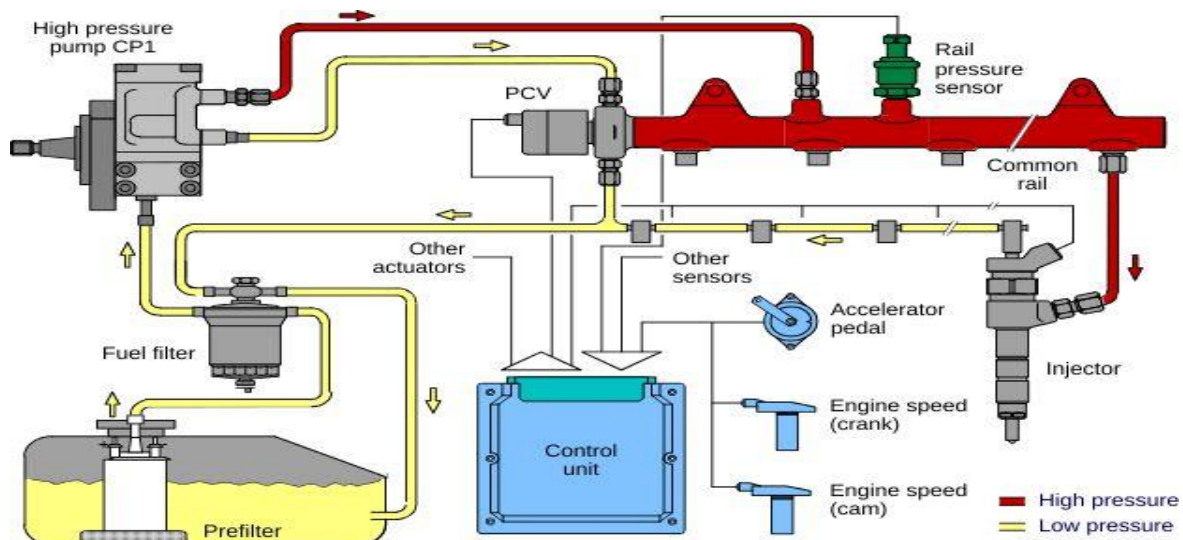 High pressure
pump CP1
PCV
Rail
pressure
sensor
Common
rail
Other
actuators
Other
sensors
Accelerator
pedal
Fuel filter
Injector
Engine speed
(crank)
Control
unit
Engine speed
(cam)
Prefilter
High pressure
Low pressure